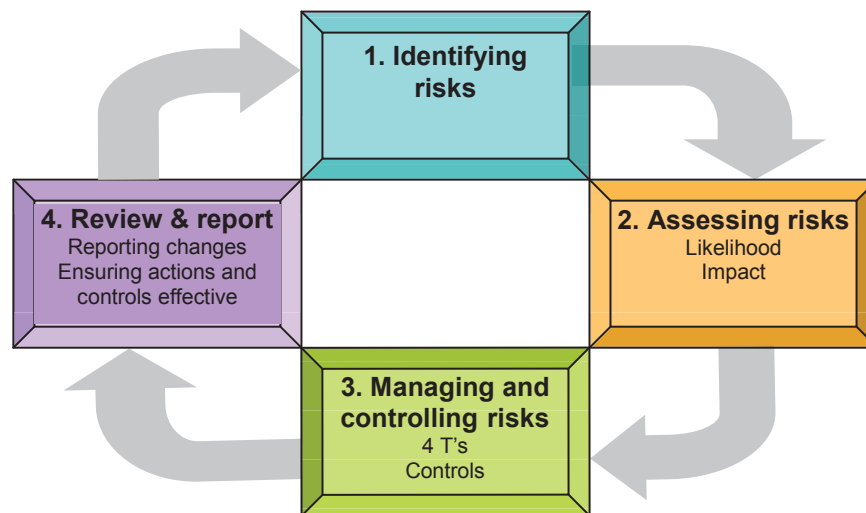 1. Identifying
risks
2. Assessing risks
Likelihood
Impact
3. Managing and
controlling risks
4 T's
Controls
4. Review & report
Reporting changes
Ensuring actions and
controls effective